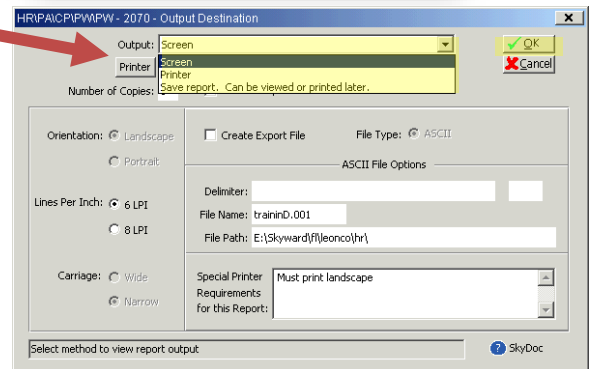 HR\PA\CP\PW\PW - 2070 - Output Destination
Output: Screen
OK
Printer
Screen
Printer
Save report. Can be viewed or printed later.
Cancel
Number of Copies:
Orientation: Landscape
Portrait
Create Export File File Type: ASCII
ASCII File Options
Lines Per Inch: 6 LPI
8 LPI
Delimiter:
File Name: traininD.001
File Path: E:\Skyward\fl\leonco\hr\
Carriage: Wide
Narrow
Special Printer
Requirements
for this Report:
Must print landscape
Select method to view report output
SkyDoc